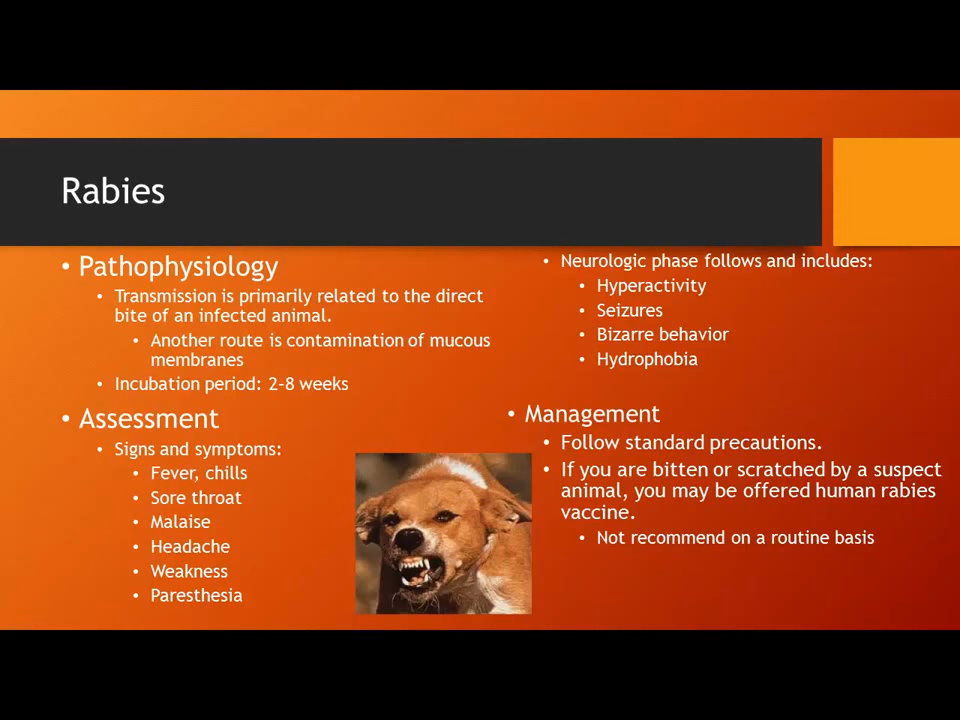 Rabies
• Pathophysiology
• Transmission is primarily related to the direct
bite of an infected animal.
• Another route is contamination of mucous
membranes
• Incubation period: 2–8 weeks
• Assessment
• Signs and symptoms:
• Fever, chills
• Sore throat
• Malaise
• Headache
• Weakness
• Paresthesia
• Neurologic phase follows and includes:
• Hyperactivity
• Seizures
• Bizarre behavior
• Hydrophobia
• Management
• Follow standard precautions.
• If you are bitten or scratched by a suspect
animal, you may be offered human rabies
vaccine.
• Not recommend on a routine basis